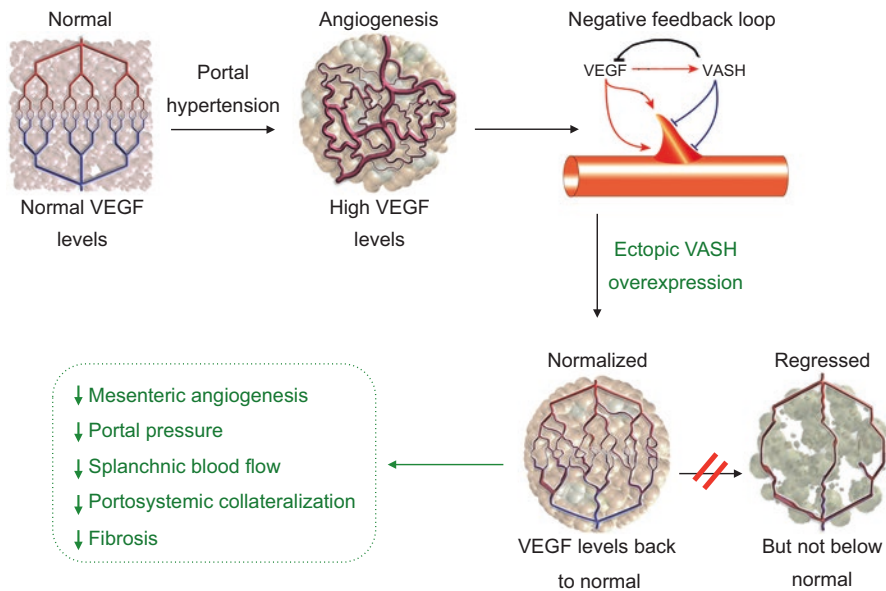 Normal
Angiogenesis
Negative feedback loop
Portal
hypertension
VEGF
VASH
Normal VEGF
levels
High VEGF
levels
Ectopic VASH
overexpression
Normalized
Regressed
Mesenteric angiogenesis
Portal pressure
Splanchnic blood flow
Portosystemic collateralization
Fibrosis
VEGF levels back
to normal
But not below
normal